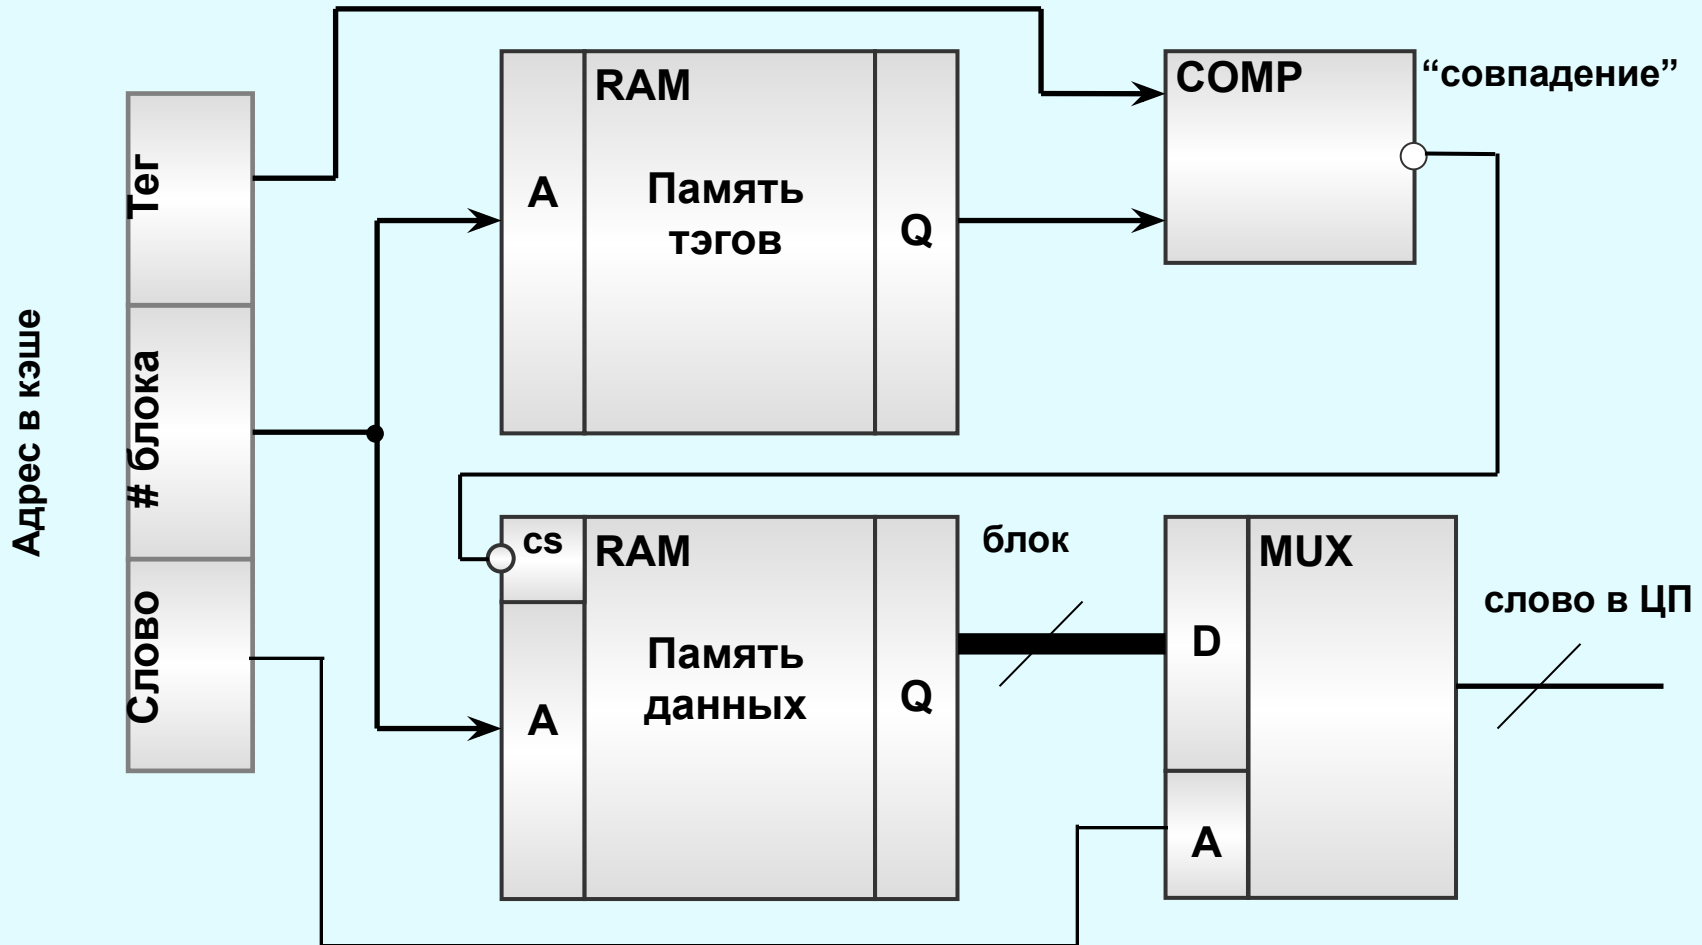 Адрес в кэше
Тег
# блока
Слово
A
RAM
Память
тэгов
Q
COMP
“совпадение”
cs
RAM
A
Память
данных
Q
блок
MUX
D
A
слово в ЦП